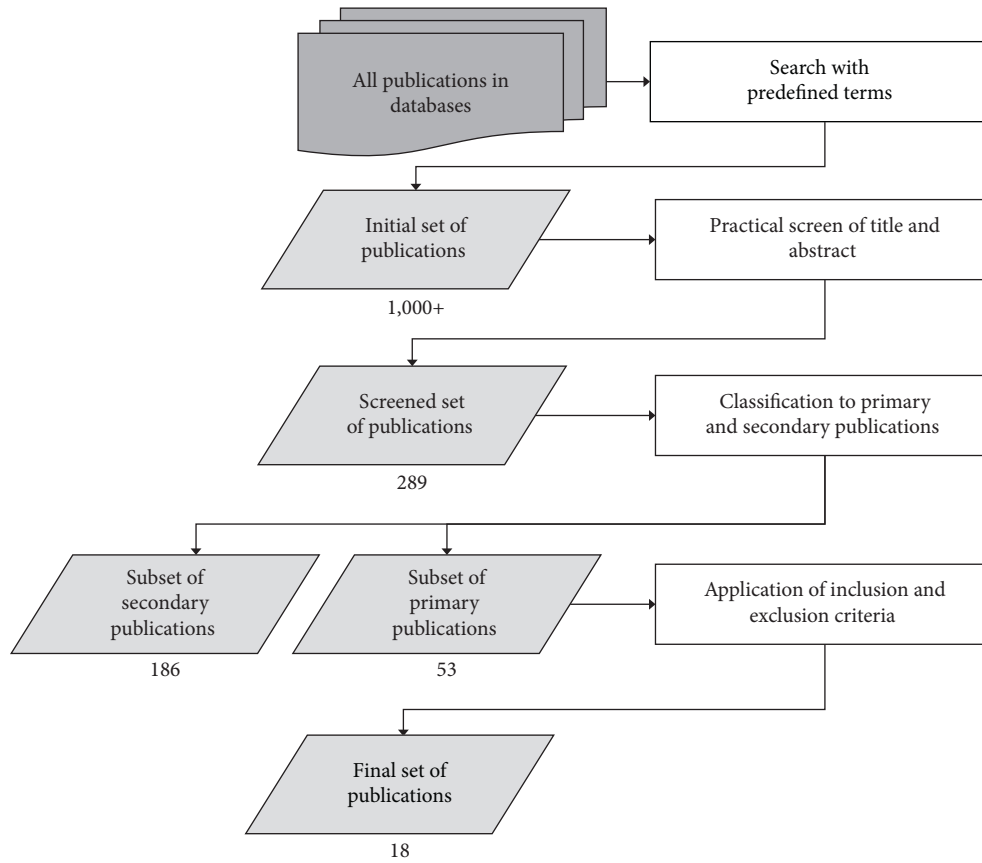 All publications in
databases
Search with
predefined terms
Initial set of
publications
1,000+
Practical screen of title and
abstract
Screened set
of publications
289
Classification to primary
and secondary publications
Subset of
secondary
publications
186
Subset of
primary
publications
53
Application of inclusion and
exclusion criteria
Final set of
publications
18